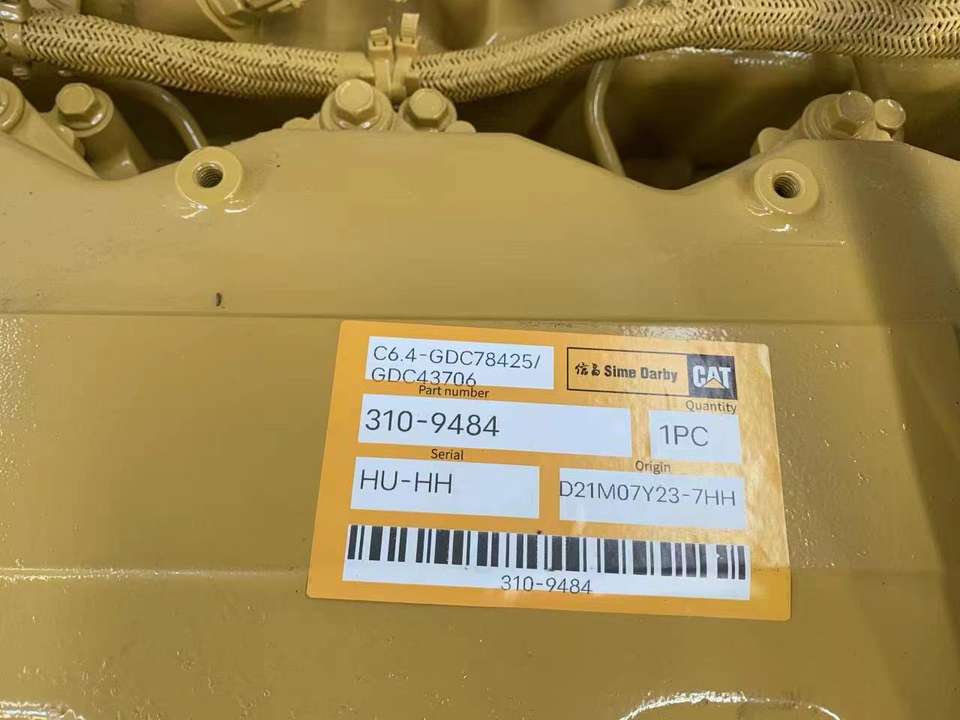 C6.4-GDC78425/
GDC43706
信昌 Sime Darby CAT
Part number
Quantity
310-9484
1PC
Serial
Origin
HU-HH
D21M07Y23-7HH
310-9484